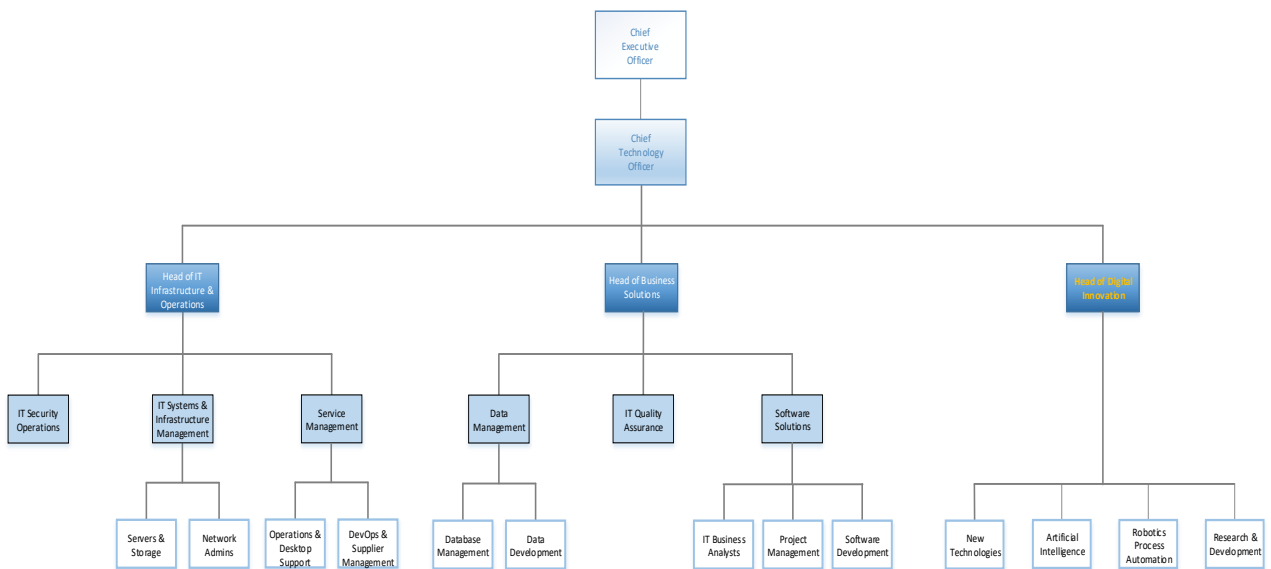 Chief
Executive
Officer
Chief
Technology
Officer
Head of IT
Infrastructure &
Operations
Head of Business
Solutions
Head of Digital
Innovation
IT Security
Operations
IT Systems &
Infrastructure
Management
Service
Management
Data
Management
IT Quality
Assurance
Software
Solutions
Servers &
Storage
Network
Admins
Operations &
Desktop
Support
DevOps &
Supplier
Management
Database
Management
Data
Development
IT Business
Analysts
Project
Management
Software
Development
New
Technologies
Artificial
Intelligence
Robotics
Process
Automation
Research &
Development